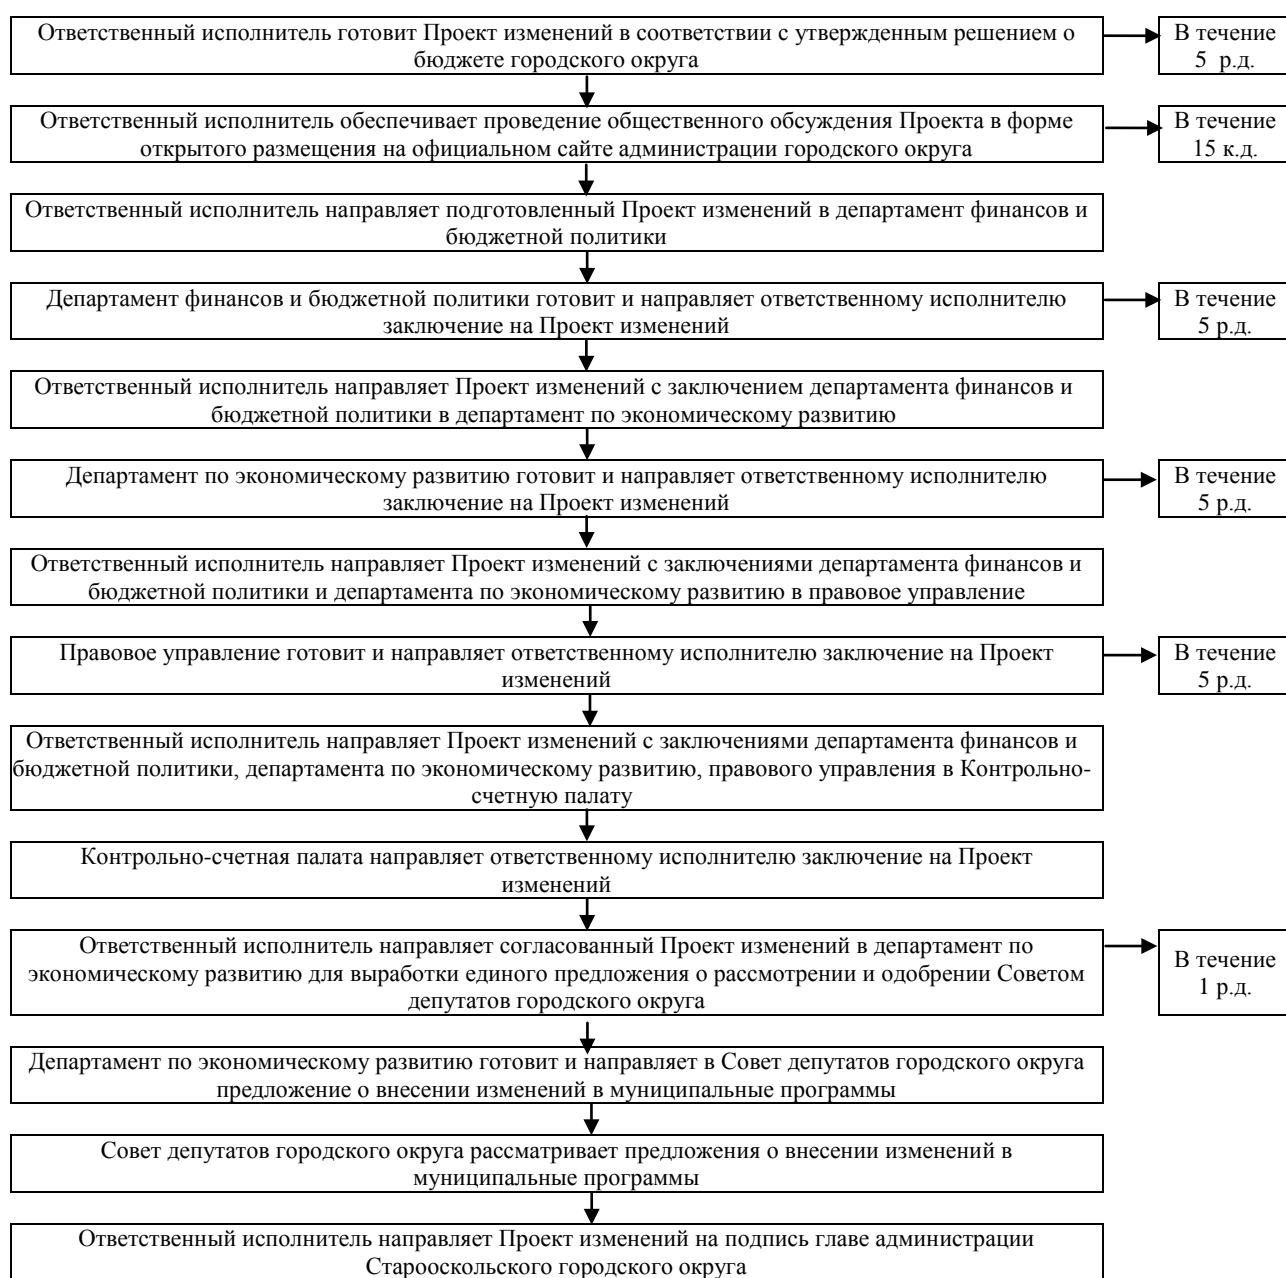 Ответственный исполнитель готовит Проект изменений в соответствии с утвержденным решением о
бюджете городского округа
В течение
5 р.д.
Ответственный исполнитель обеспечивает проведение общественного обсуждения Проекта в форме
открытого размещения на официальном сайте администрации городского округа
В течение
15 к.д.
Ответственный исполнитель направляет подготовленный Проект изменений в департамент финансов и
бюджетной политики
Департамент финансов и бюджетной политики готовит и направляет ответственному исполнителю
заключение на Проект изменений
В течение
5 р.д.
Ответственный исполнитель направляет Проект изменений с заключением департамента финансов и
бюджетной политики в департамент по экономическому развитию
Департамент по экономическому развитию готовит и направляет ответственному исполнителю
заключение на Проект изменений
В течение
5 р.д.
Ответственный исполнитель направляет Проект изменений с заключениями департамента финансов и
бюджетной политики и департамента по экономическому развитию в правовое управление
Правовое управление готовит и направляет ответственному исполнителю заключение на Проект
изменений
В течение
5 р.д.
Ответственный исполнитель направляет Проект изменений с заключениями департамента финансов и
бюджетной политики, департамента по экономическому развитию, правового управления в Контрольно-
счетную палату
Контрольно-счетная палата направляет ответственному исполнителю заключение на Проект
изменений
Ответственный исполнитель направляет согласованный Проект изменений в департамент по
экономическому развитию для выработки единого предложения о рассмотрении и одобрении Советом
депутатов городского округа
В течение
1 р.д.
Департамент по экономическому развитию готовит и направляет в Совет депутатов городского округа
предложение о внесении изменений в муниципальные программы
Совет депутатов городского округа рассматривает предложения о внесении изменений в
муниципальные программы
Ответственный исполнитель направляет Проект изменений на подпись главе администрации
Старооскольского городского округа